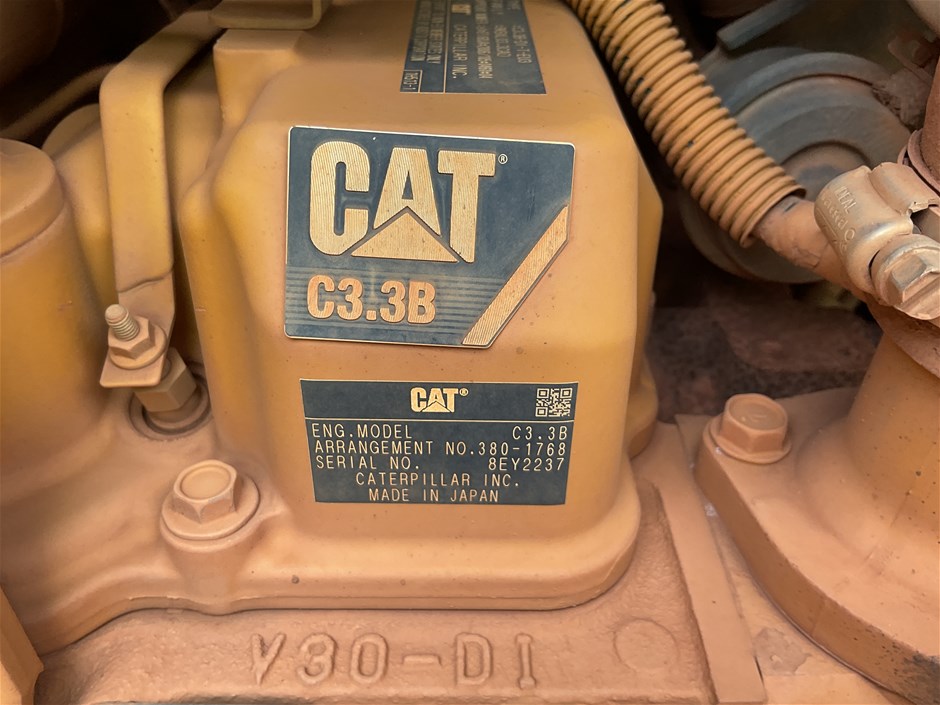 CATERPILLAR INC.
CAT®
C3.3B
CAT®
ENG.MODEL C3.3B
ARRANGEMENT NO.380-1768
SERIAL NO. 8EY2237
CATERPILLAR INC.
MADE IN JAPAN
V30-DI